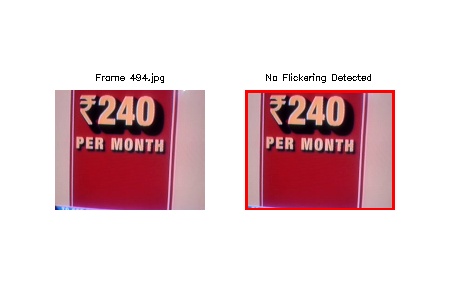 Frame 494.jpg
No Flickering Detected
₹240
PER MONTH
₹240
PER MONTH